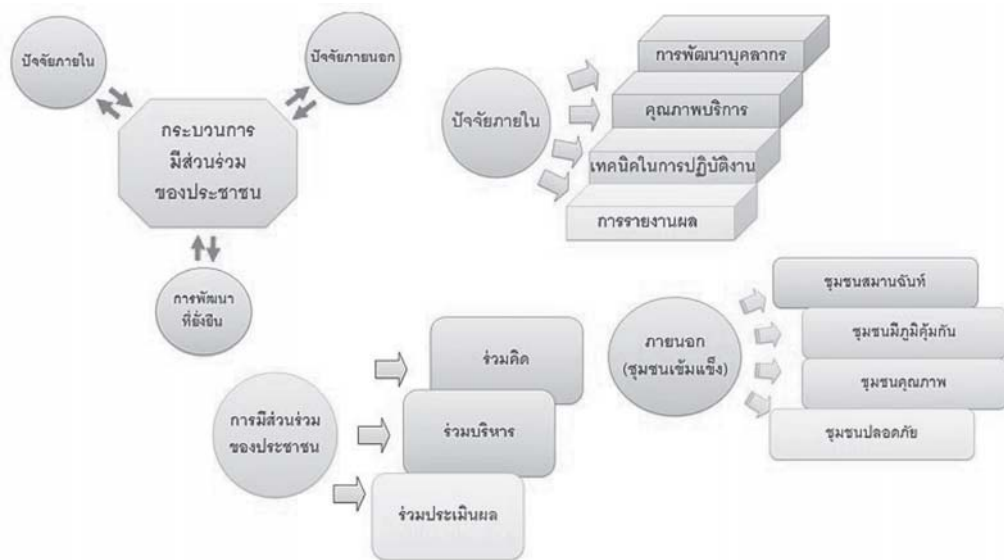 ปัจจัยภายใน
ปัจจัยภายนอก
กระบวนการ
มีส่วนร่วม
ของประชาชน
การพัฒนา
ที่ยั่งยืน
ปัจจัยภายใน
การพัฒนาบุคลากร
คุณภาพบริการ
เทคนิคในการปฏิบัติงาน
การรายงานผล
การมีส่วนร่วม
ของประชาชน
ร่วมคิด
ร่วมบริหาร
ร่วมประเมินผล
ภายนอก
(ชุมชนเข้มแข็ง)
ชุมชนสมานฉันท์
ชุมชนมีภูมิคุ้มกัน
ชุมชนคุณภาพ
ชุมชนปลอดภัย